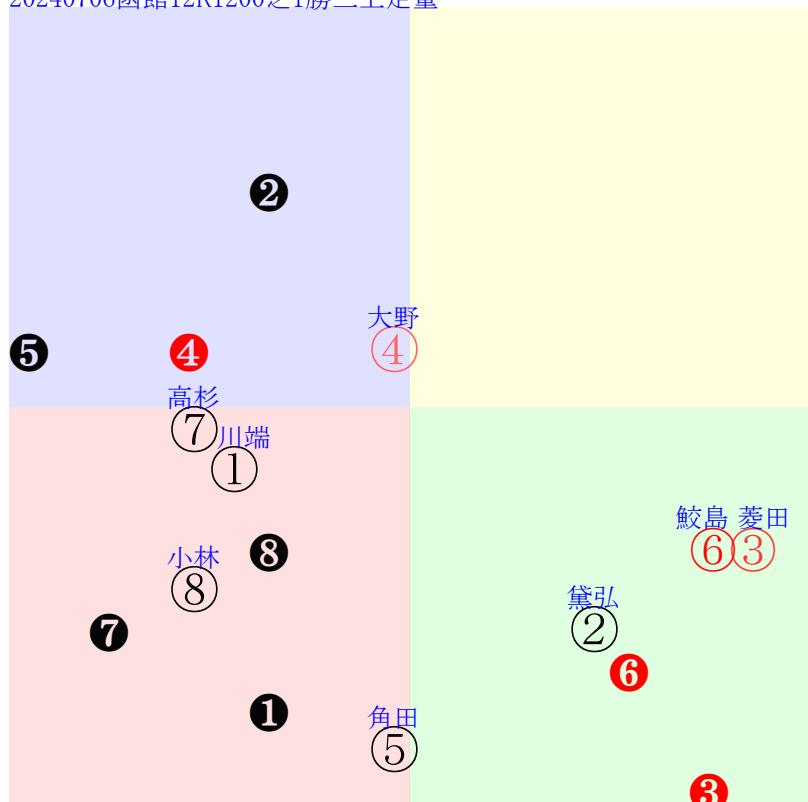 20240706函館12R1200芝1勝三上定量
❷
大野
❺
❹
④
高杉
⑦
川端
①
鮫島 菱田
⑥③
❽
小林
⑧
黛弘
②
❼
❻
❶
角田
⑤
❸